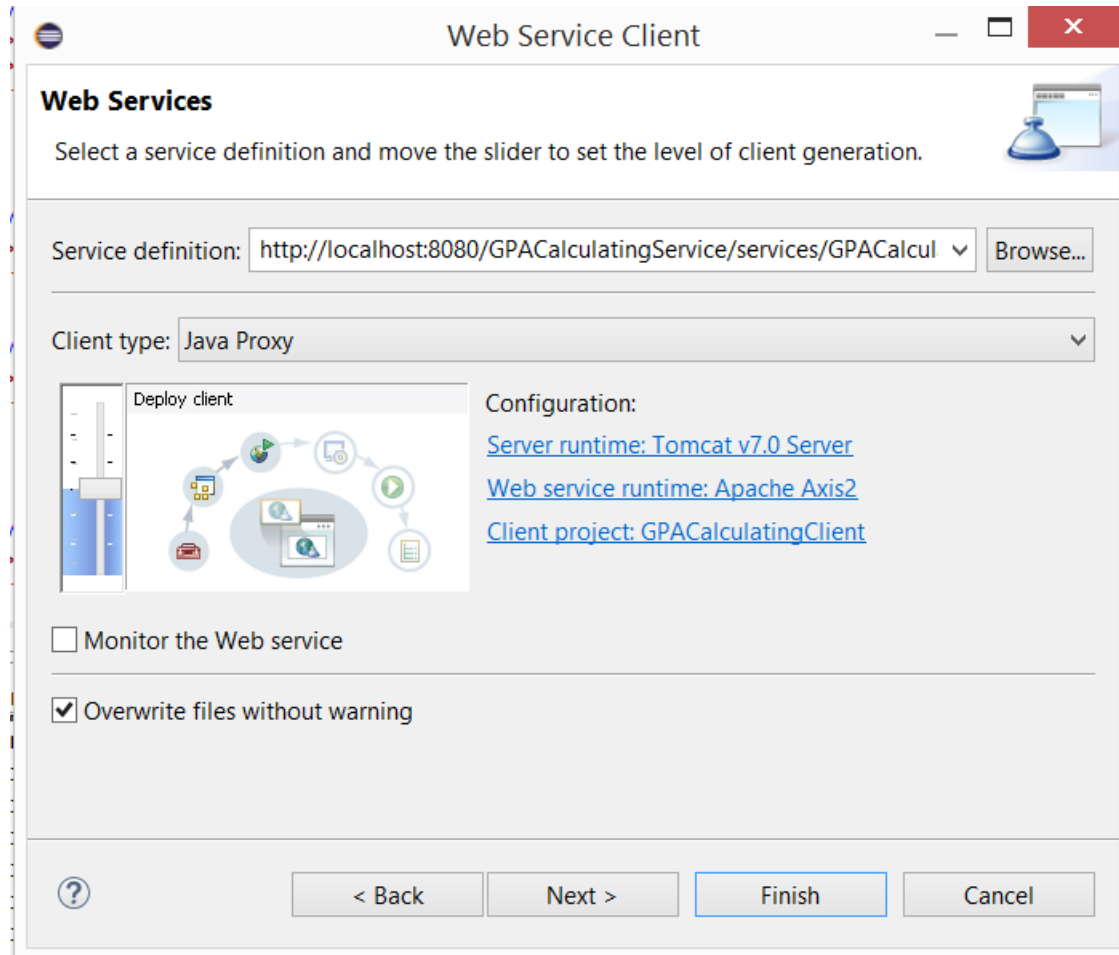 Web Service Client
Web Services
Select a service definition and move the slider to set the level of client generation.
Service definition: http://localhost:8080/GPACalculatingService/services/GPACalcul Browse...
Client type: Java Proxy
Deploy client
Configuration:
Server runtime: Tomcat v7.0 Server
Web service runtime: Apache Axis2
Client project: GPACalculatingClient
Monitor the Web service
Overwrite files without warning
? < Back Next > Finish Cancel